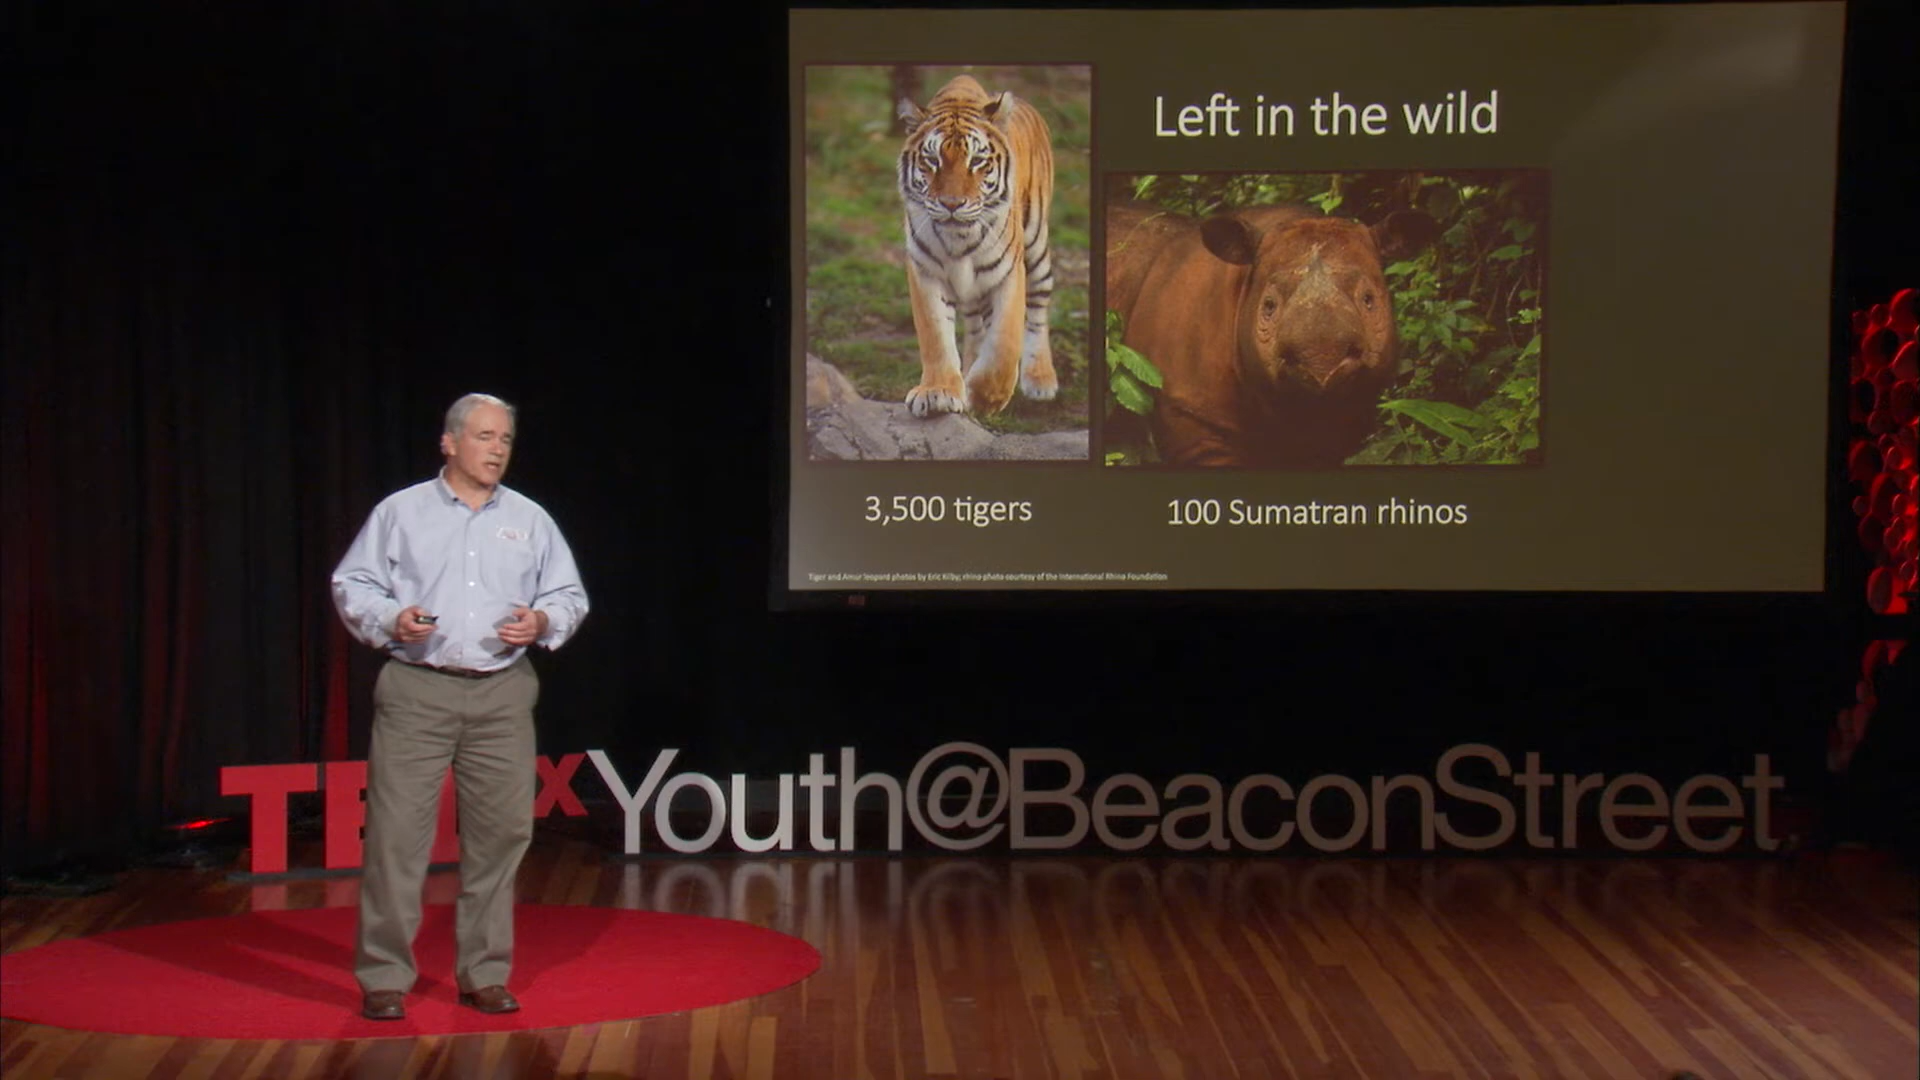 Left in the wild
3,500 tigers
100 Sumatran rhinos
Tiger and Amur leopard photos by Eric Kilby; rhino photo courtesy of the International Rhino Foundation
TEDxYouth@BeaconStreet